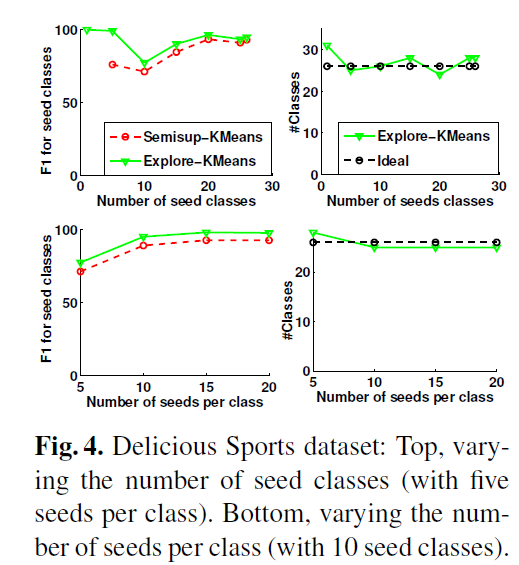 F1 for seed classes
100
50
0
0
10
20
30
Number of seed classes
Semisup−KMeans
Explore−KMeans
#Classes
30
20
10
0
0
10
20
30
Number of seed classes
Explore−KMeans
Ideal
F1 for seed classes
100
50
0
5
10
15
20
Number of seeds per class
#Classes
20
10
0
5
10
15
20
Number of seeds per class
Fig. 4. Delicious Sports dataset: Top, vary-
ing the number of seed classes (with five
seeds per class). Bottom, varying the num-
ber of seeds per class (with 10 seed classes).